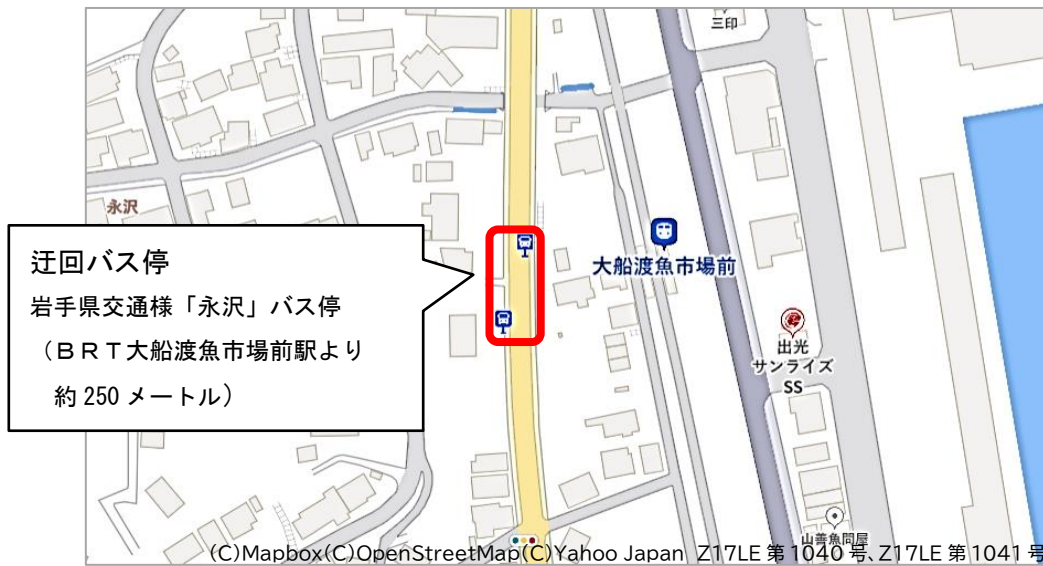 三印
永沢
迂回バス停
岩手県交通様「永沢」バス停
（ＢＲＴ大船渡魚市場前駅より
約 250 メートル）
大船渡魚市場前
出光
サンライズ
SS
山善魚問屋
(C)Mapbox(C)OpenStreetMap(C)Yahoo Japan Z17LE 第 1040 号、Z17LE 第 1041 号